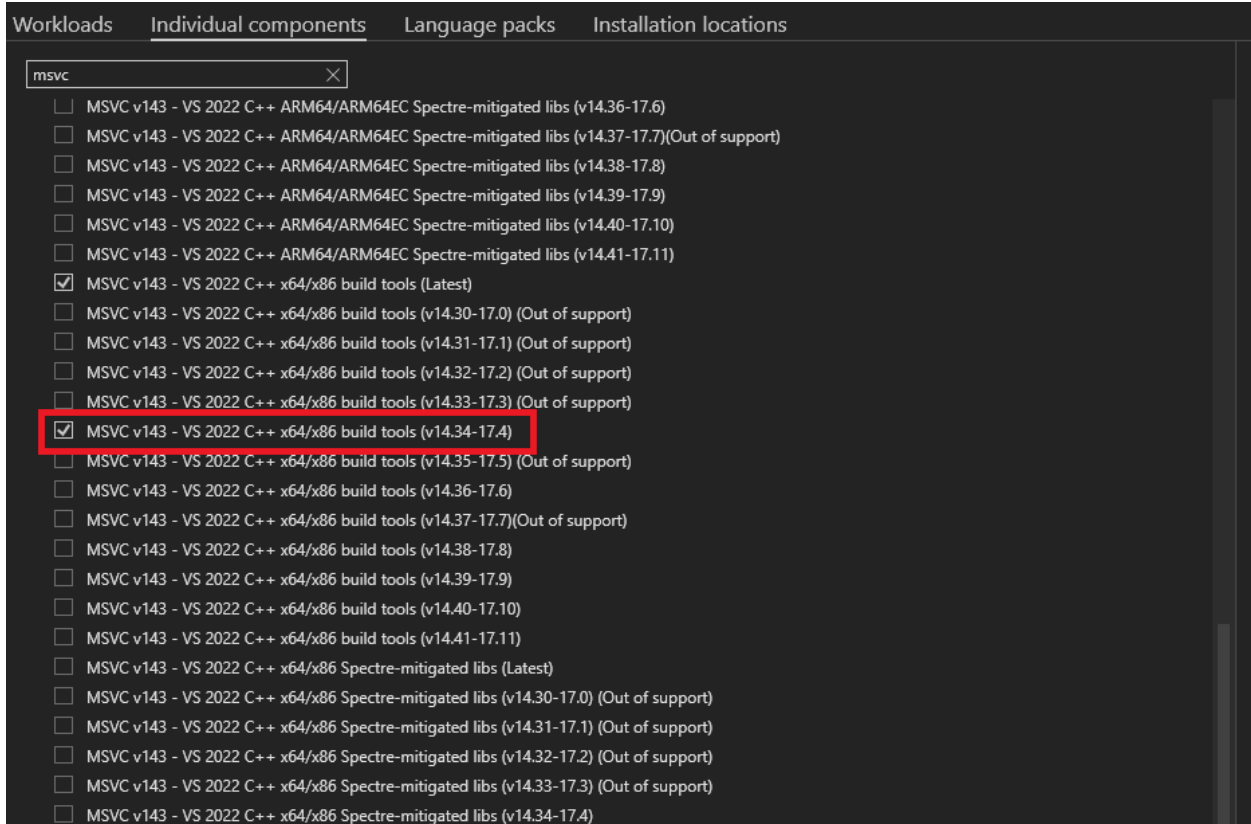 Workloads Individual components Language packs Installation locations
msvc
MSVC v143 - VS 2022 C++ ARM64/ARM64EC Spectre-mitigated libs (v14.36-17.6)
MSVC v143 - VS 2022 C++ ARM64/ARM64EC Spectre-mitigated libs (v14.37-17.7)(Out of support)
MSVC v143 - VS 2022 C++ ARM64/ARM64EC Spectre-mitigated libs (v14.38-17.8)
MSVC v143 - VS 2022 C++ ARM64/ARM64EC Spectre-mitigated libs (v14.39-17.9)
MSVC v143 - VS 2022 C++ ARM64/ARM64EC Spectre-mitigated libs (v14.40-17.10)
MSVC v143 - VS 2022 C++ ARM64/ARM64EC Spectre-mitigated libs (v14.41-17.11)
MSVC v143 - VS 2022 C++ x64/x86 build tools (Latest)
MSVC v143 - VS 2022 C++ x64/x86 build tools (v14.30-17.0) (Out of support)
MSVC v143 - VS 2022 C++ x64/x86 build tools (v14.31-17.1) (Out of support)
MSVC v143 - VS 2022 C++ x64/x86 build tools (v14.32-17.2) (Out of support)
MSVC v143 - VS 2022 C++ x64/x86 build tools (v14.33-17.3) (Out of support)
MSVC v143 - VS 2022 C++ x64/x86 build tools (v14.34-17.4)
MSVC v143 - VS 2022 C++ x64/x86 build tools (v14.35-17.5) (Out of support)
MSVC v143 - VS 2022 C++ x64/x86 build tools (v14.36-17.6)
MSVC v143 - VS 2022 C++ x64/x86 build tools (v14.37-17.7)(Out of support)
MSVC v143 - VS 2022 C++ x64/x86 build tools (v14.38-17.8)
MSVC v143 - VS 2022 C++ x64/x86 build tools (v14.39-17.9)
MSVC v143 - VS 2022 C++ x64/x86 build tools (v14.40-17.10)
MSVC v143 - VS 2022 C++ x64/x86 build tools (v14.41-17.11)
MSVC v143 - VS 2022 C++ x64/x86 Spectre-mitigated libs (Latest)
MSVC v143 - VS 2022 C++ x64/x86 Spectre-mitigated libs (v14.30-17.0) (Out of support)
MSVC v143 - VS 2022 C++ x64/x86 Spectre-mitigated libs (v14.31-17.1) (Out of support)
MSVC v143 - VS 2022 C++ x64/x86 Spectre-mitigated libs (v14.32-17.2) (Out of support)
MSVC v143 - VS 2022 C++ x64/x86 Spectre-mitigated libs (v14.33-17.3) (Out of support)
MSVC v143 - VS 2022 C++ x64/x86 Spectre-mitigated libs (v14.34-17.4)